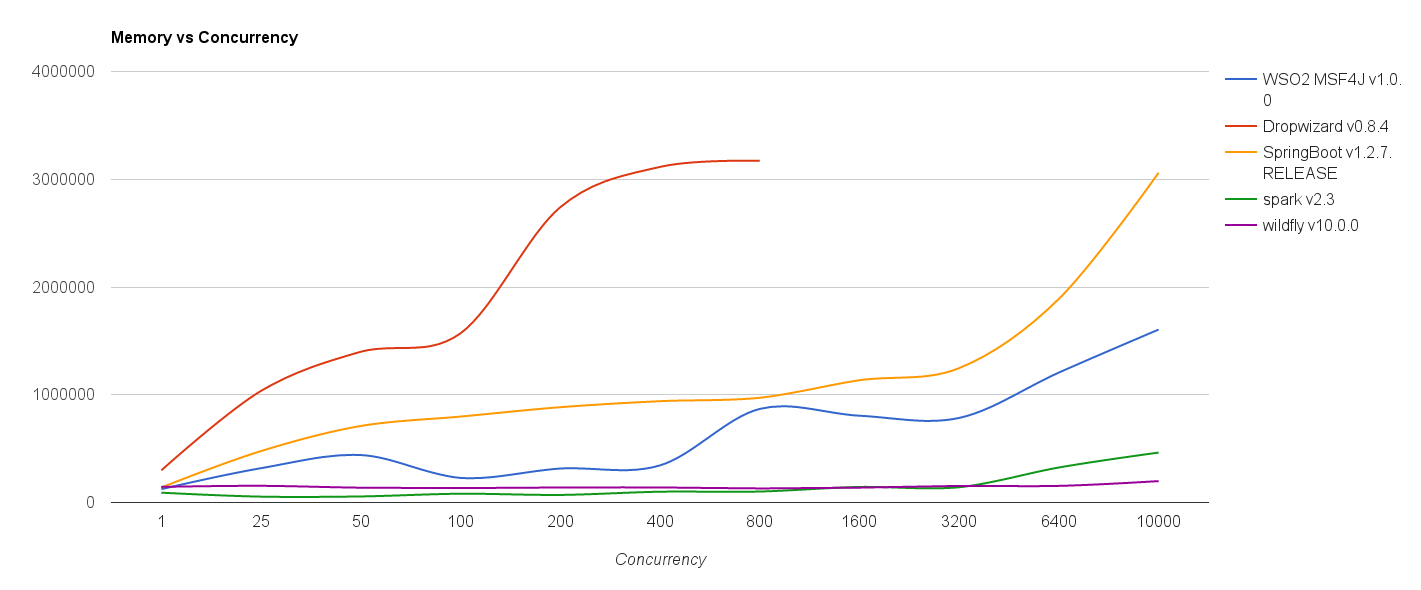 Memory vs Concurrency
4000000
3000000
2000000
1000000
0
1 25 50 100 200 400 800 1600 3200 6400 10000
Concurrency
WSO2 MSF4J v1.0.
0
Dropwizard v0.8.4
SpringBoot v1.2.7.
RELEASE
spark v2.3
wildfly v10.0.0